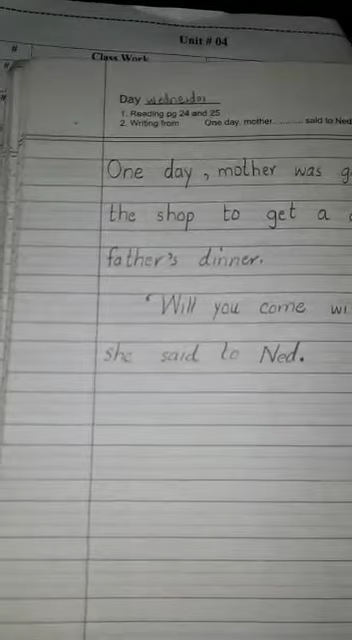 Unit # 04
#
Class Work
#
Day wednesday
1. Reading pg 24 and 25
2. Writing from One day, mother .......... said to Ned
One day, mother was
the shop to get a
father's dinner.
'Will you come
she said to Ned.